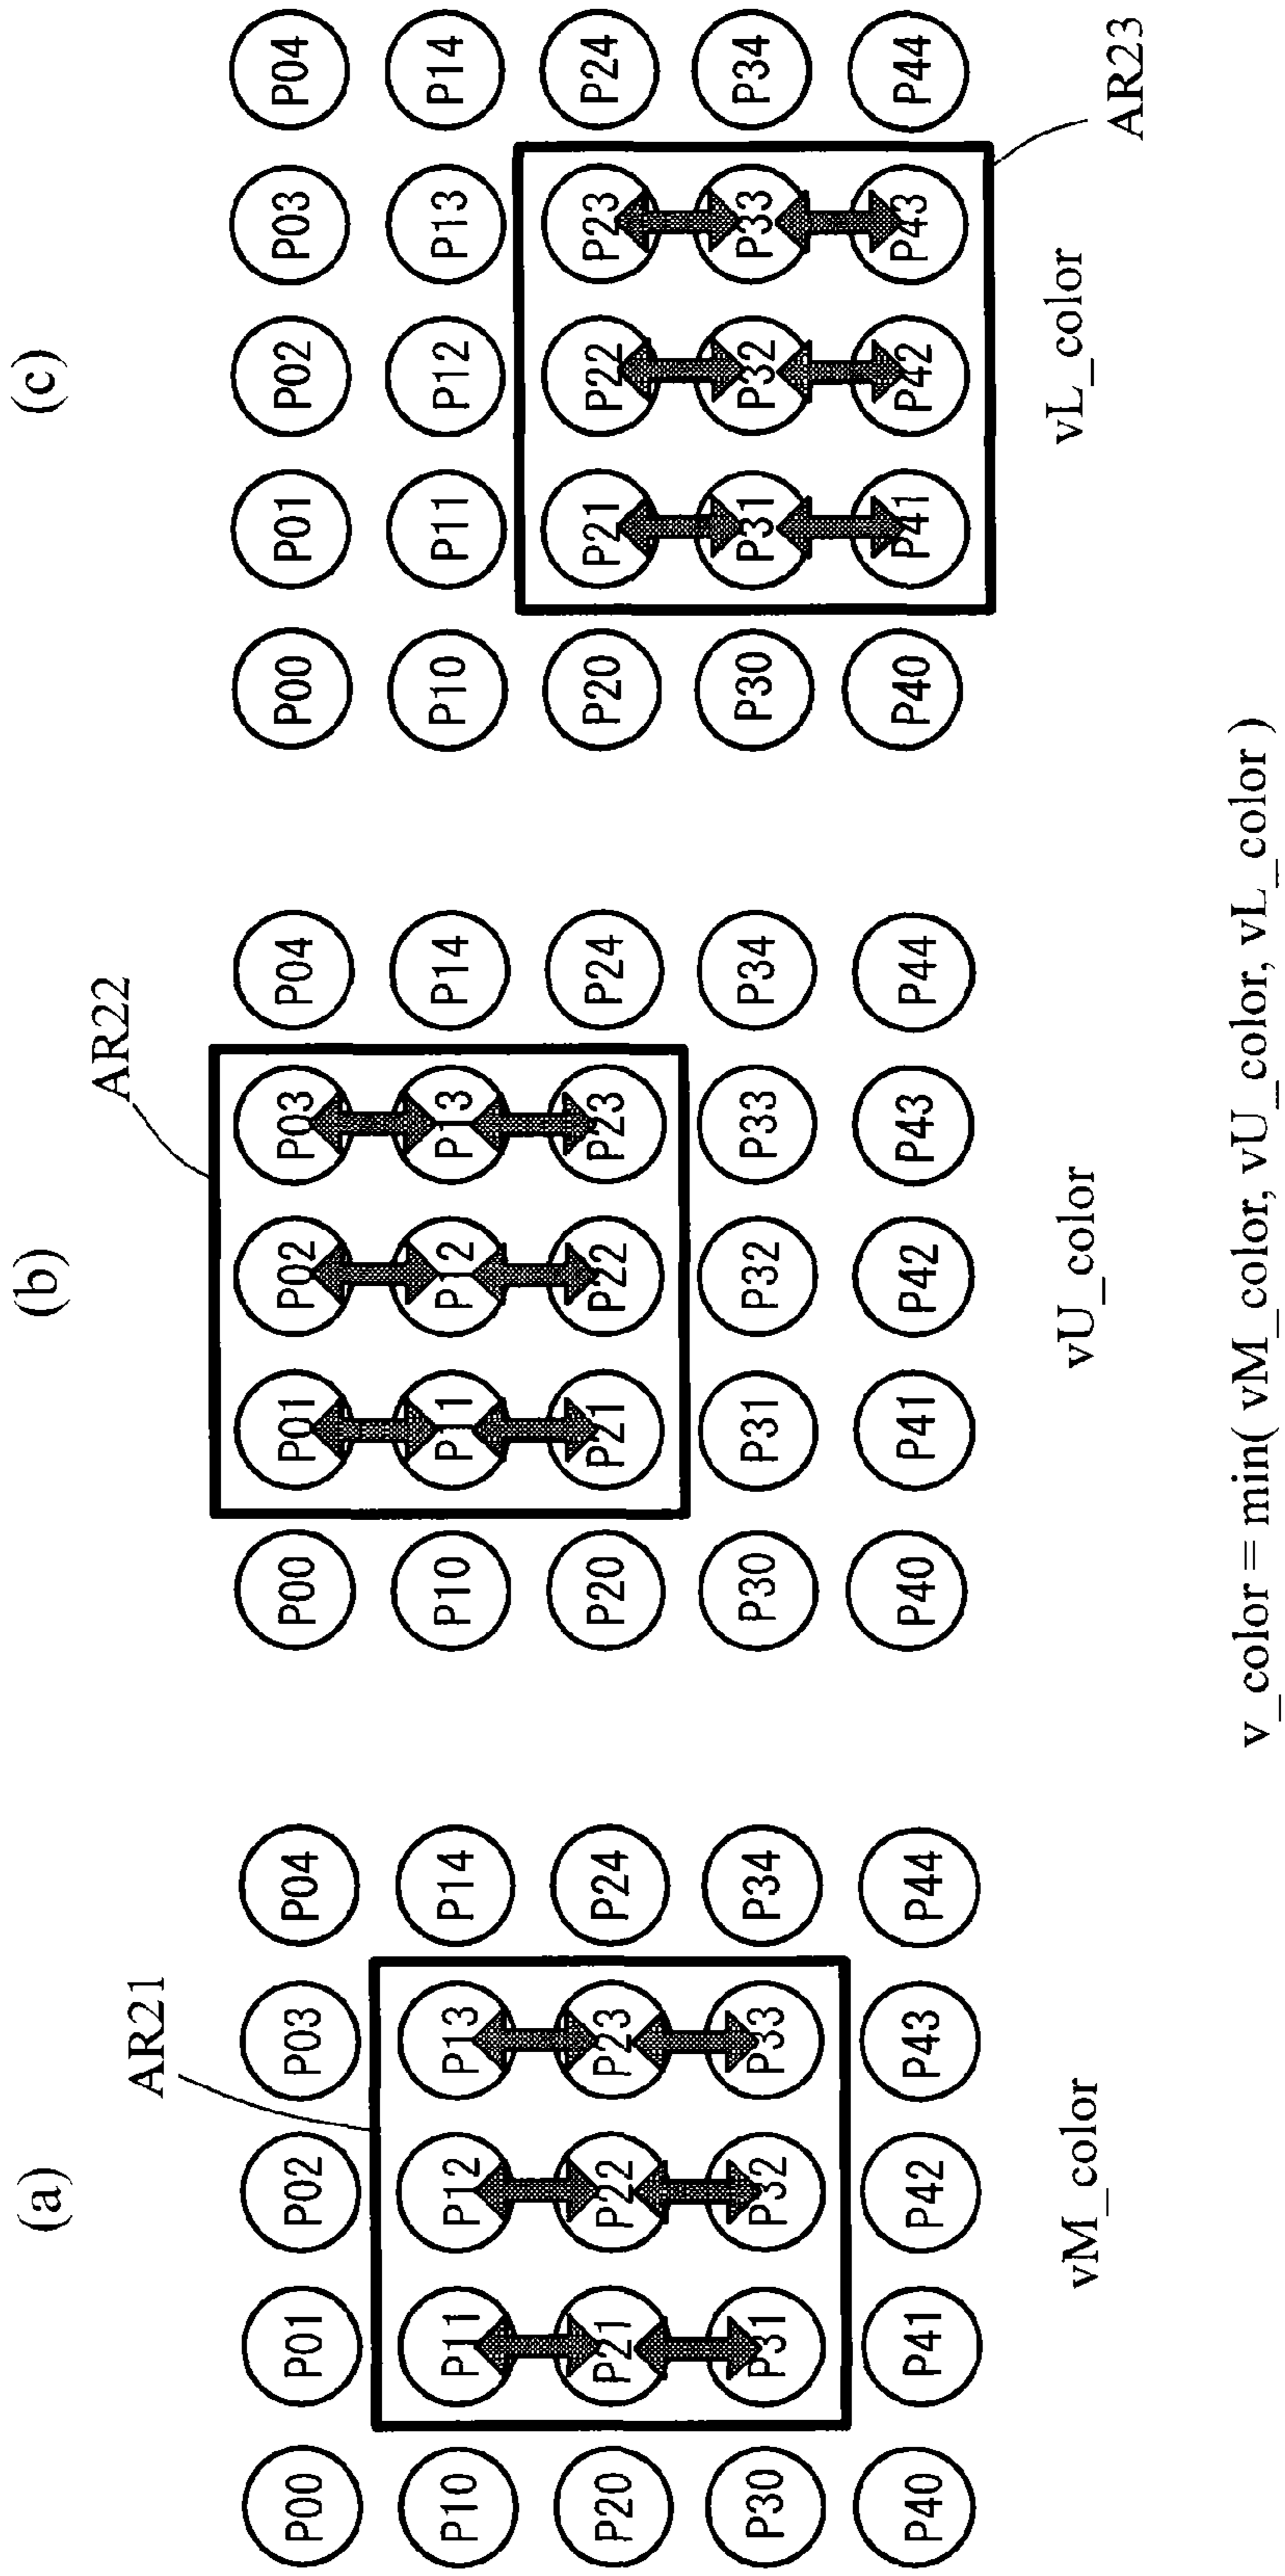 (a)
AR21
P00 P01 P02 P03 P04
P10 P11 P12 P13 P14
P20 P21 P22 P23 P24
P30 P31 P32 P33 P34
P40 P41 P42 P43 P44
vM_color
(b)
AR22
P00 P01 P02 P03 P04
P10 P11 P12 P13 P14
P20 P21 P22 P23 P24
P30 P31 P32 P33 P34
P40 P41 P42 P43 P44
vU_color
(c)
P00 P01 P02 P03 P04
P10 P11 P12 P13 P14
P20 P21 P22 P23 P24
P30 P31 P32 P33 P34
P40 P41 P42 P43 P44
AR23
vL_color
v_color = min( vM_color, vU_color, vL_color )